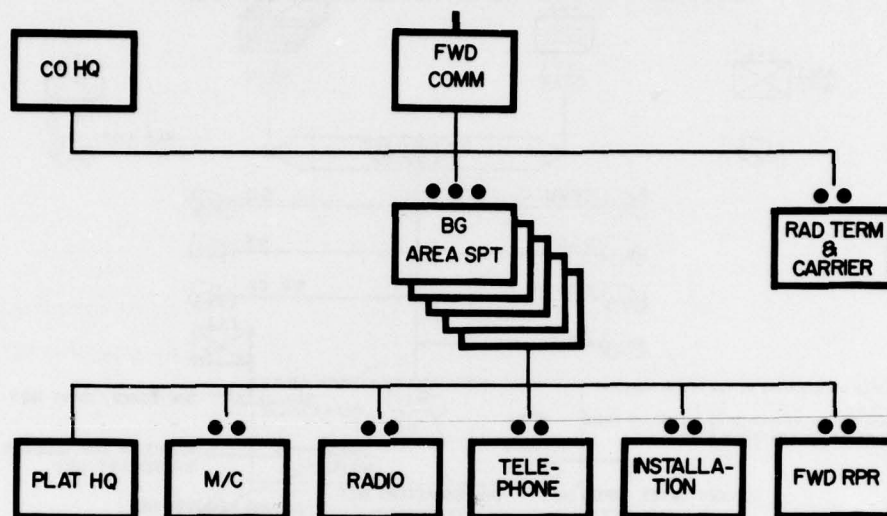 CO HQ
FWD
COMM
BG
AREA SPT
RAD TERM
&
CARRIER
PLAT HQ
M/C
RADIO
TELE-
PHONE
INSTALLA-
TION
FWD RPR